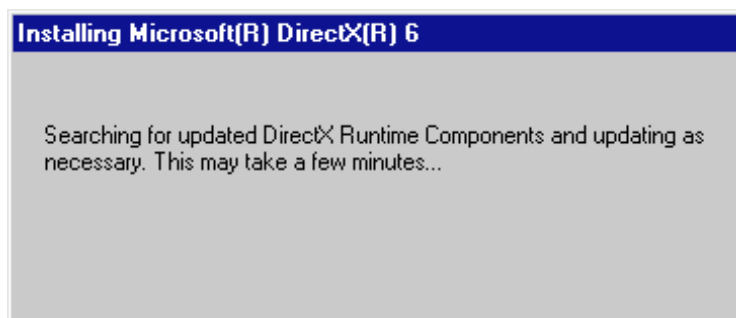 Installing Microsoft(R) DirectX(R) 6
Searching for updated DirectX Runtime Components and updating as
necessary. This may take a few minutes...